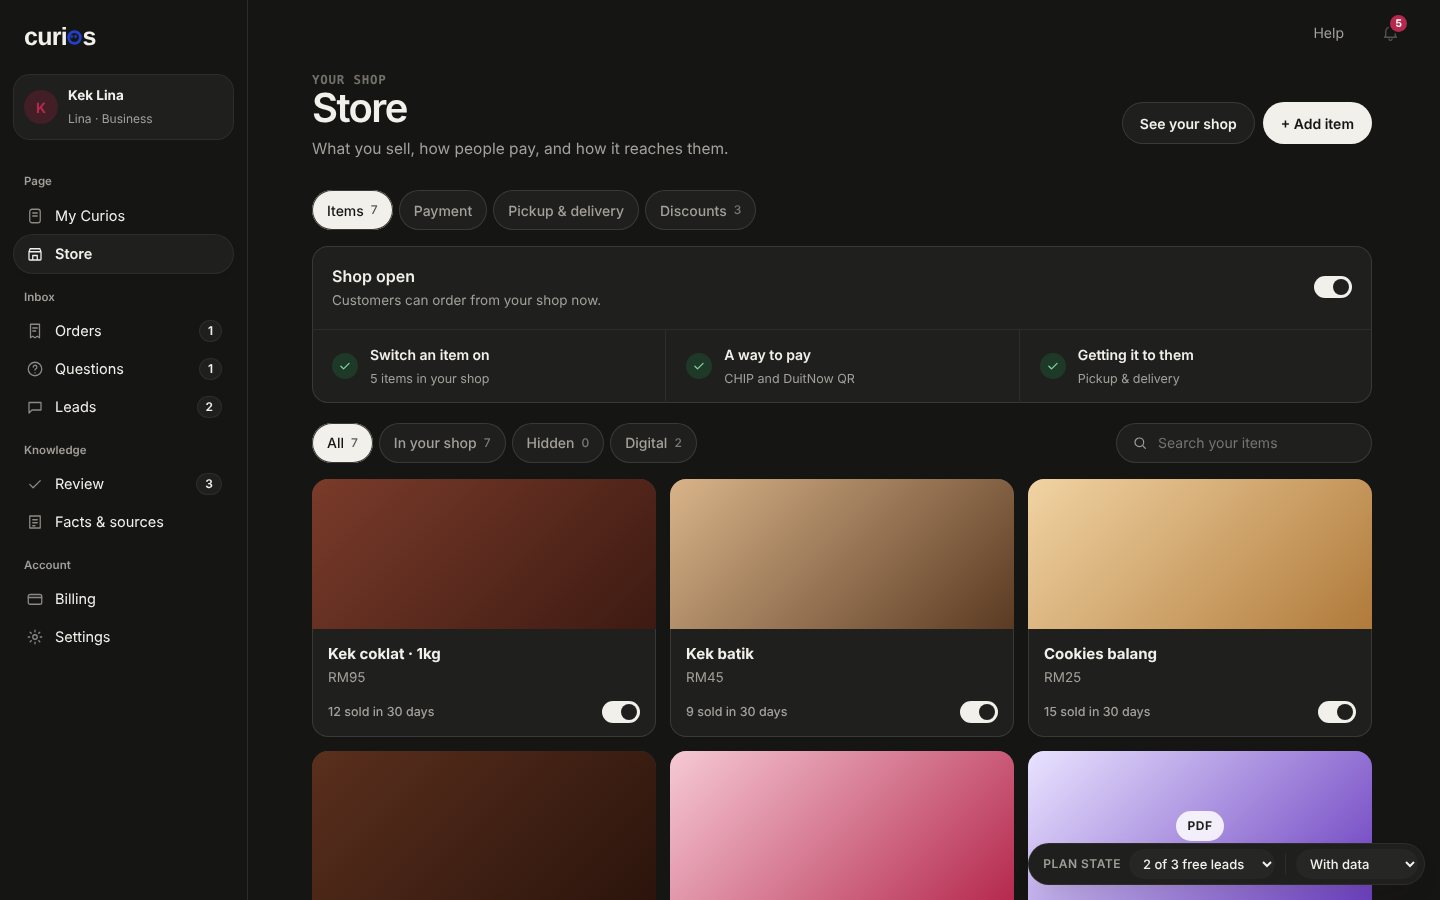 curios
Help
5
K
Kek Lina
Lina · Business
Page
My Curios
Store
Inbox
Orders 1
Questions 1
Leads 2
Knowledge
Review 3
Facts & sources
Account
Billing
Settings
YOUR SHOP
Store
What you sell, how people pay, and how it reaches them.
See your shop
+ Add item
Items 7
Payment
Pickup & delivery
Discounts 3
Shop open
Customers can order from your shop now.
Switch an item on
5 items in your shop
A way to pay
CHIP and DuitNow QR
Getting it to them
Pickup & delivery
All 7
In your shop 7
Hidden 0
Digital 2
Search your items
Kek coklat · 1kg
RM95
12 sold in 30 days
Kek batik
RM45
9 sold in 30 days
Cookies balang
RM25
15 sold in 30 days
PDF
PLAN STATE
2 of 3 free leads
With data